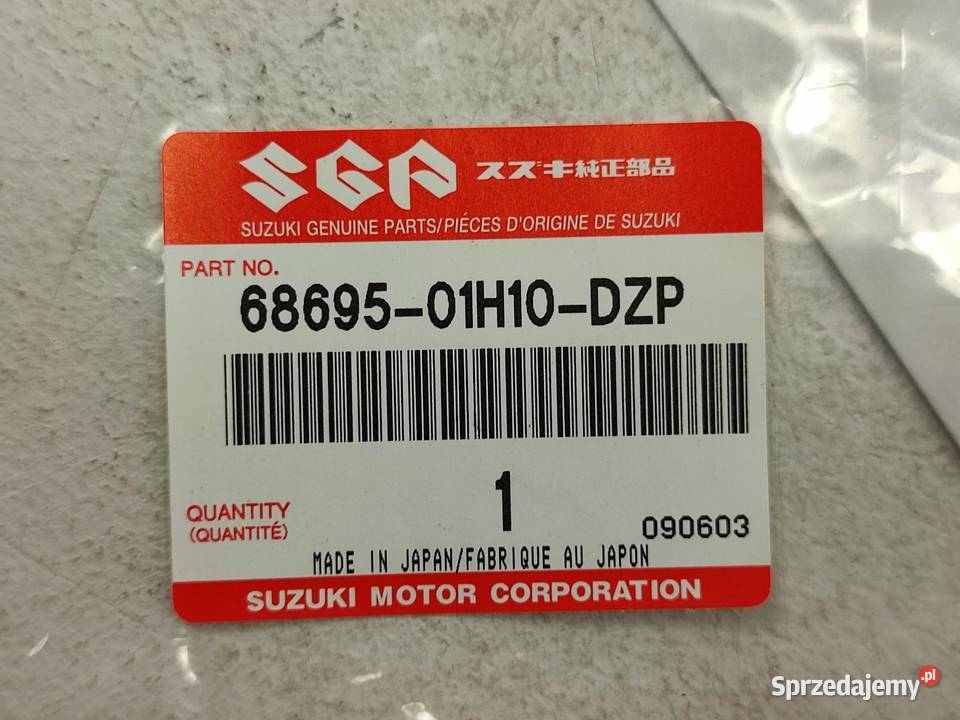 SGP スズキ純正部品
SUZUKI GENUINE PARTS/PIÉCES D'ORIGINE DE SUZUKI
PART NO.
68695-01H10-DZP
1
QUANTITY
(QUANTITÉ)
090603
MADE IN JAPAN/FABRIQUE AU JAPON
SUZUKI MOTOR CORPORATION
Sprzedajemy.pl